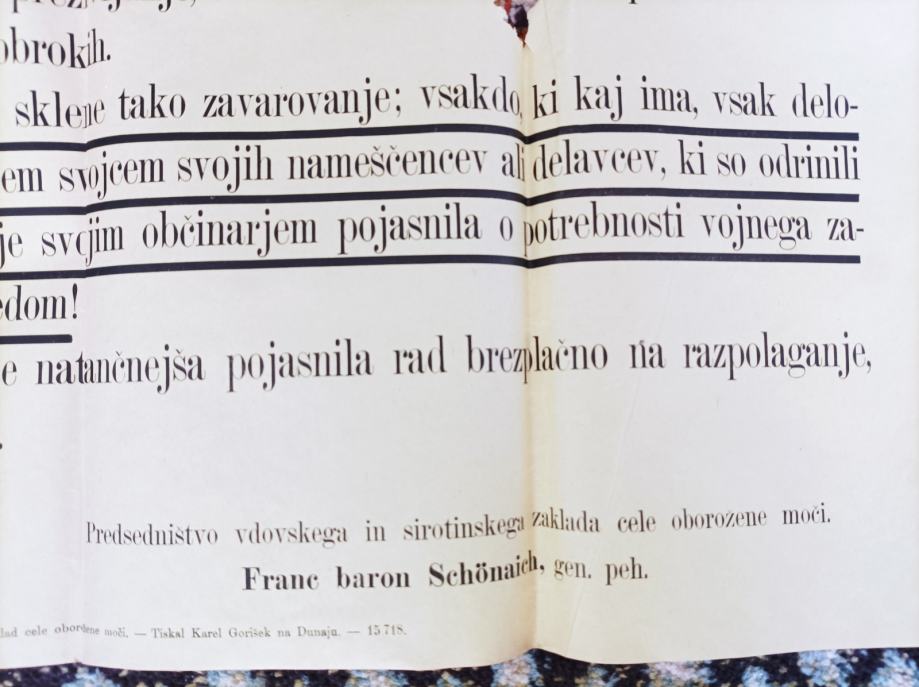 obrokih.
sklene tako zavarovanje; vsakdo, ki kaj ima, vsak delo-
em svojcem svojih nameščencev ali delavcev, ki so odrinili
je svojim občinarjem pojasnila o potrebnosti vojnega za-
edom!
e natančnejša pojasnila rad brezplačno na razpolaganje,
Predsedništvo vdovskega in sirotinskega zaklada cele oborožene moči.
Franc baron Schönaich, gen. peh.
lad cele oborožene moči. — Tiskal Karel Gorišek na Dunaju. — 15718.